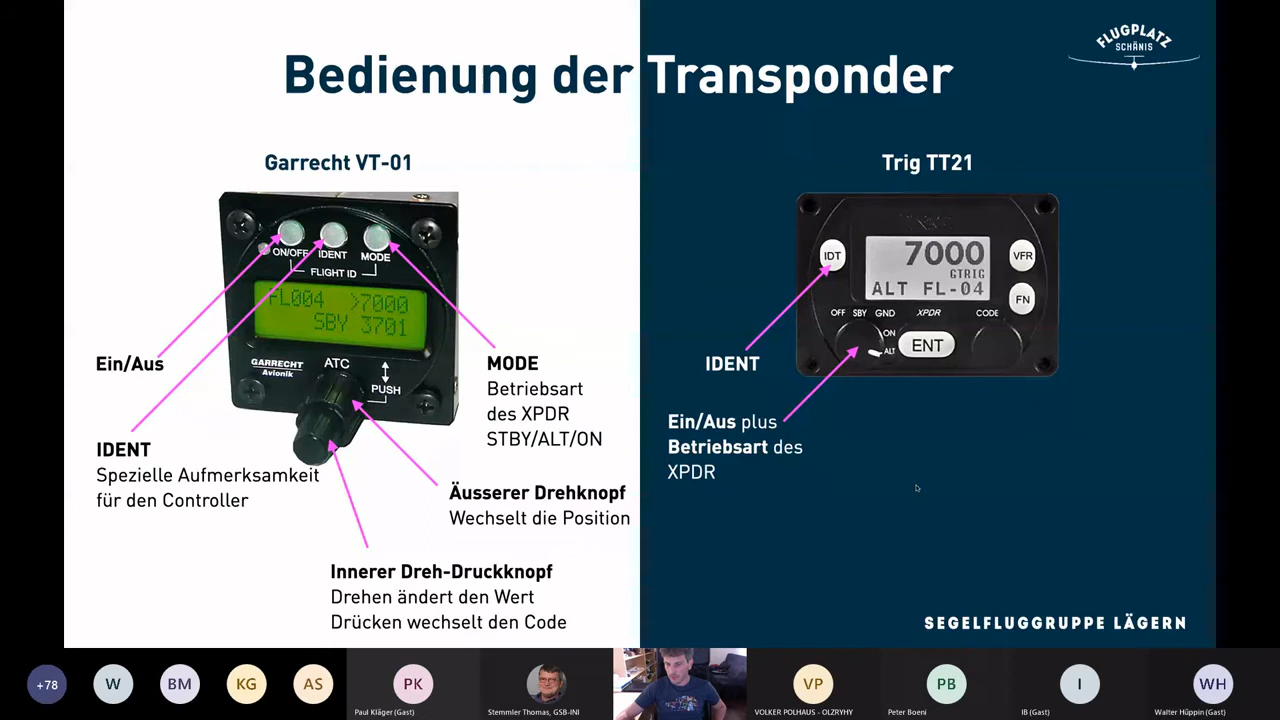 Bedienung der Transponder
FLUGPLATZ
SCHÄNIS
Garrecht VT-01
ON/OFF
IDENT
MODE
FLIGHT ID
FL004 >7000
SBY 3701
GARRECHT
Avionik
ATC
PUSH
Ein/Aus
IDENT
Spezielle Aufmerksamkeit
für den Controller
MODE
Betriebsart
des XPDR
STBY/ALT/ON
Äusserer Drehknopf
Wechselt die Position
Innerer Dreh-Druckknopf
Drehen ändert den Wert
Drücken wechselt den Code
Trig TT21
IDT
7000
GTRIG
ALT FL-04
VFR
FN
OFF SBY GND XPDR CODE
ON
ALT
ENT
IDENT
Ein/Aus plus
Betriebsart des
XPDR
SEGELFLUGGRUPPE LÄGERN
+78
W
BM
KG
AS
PK
Paul Kläger (Gast)
Stemmler Thomas, GSB-INI
VP
VOLKER POLHAUS - OLZRYHY
PB
Peter Boeni
I
IB (Gast)
WH
Walter Hüppin (Gast)